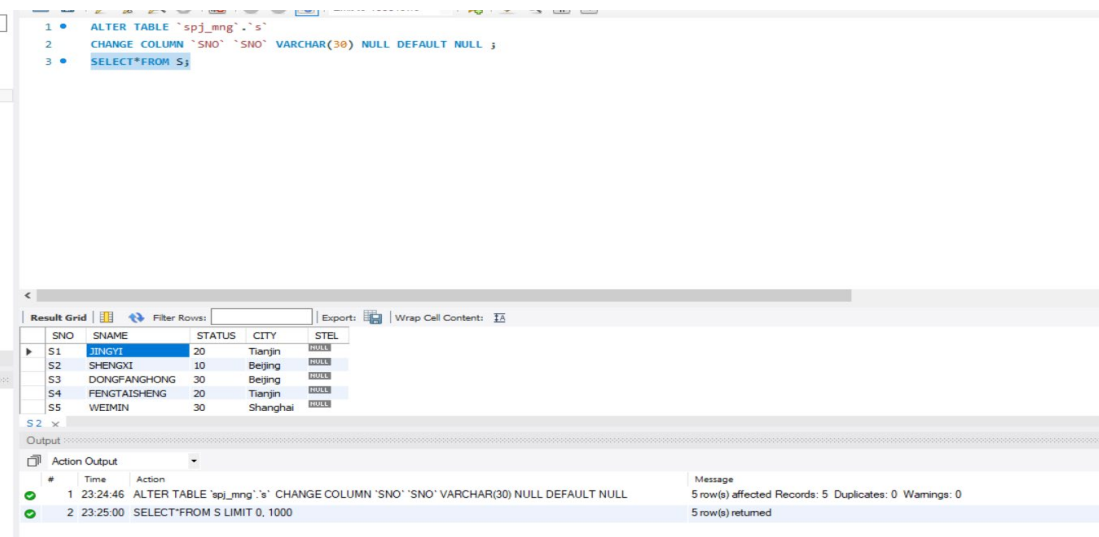 1 ALTER TABLE `spj_mng`.`s`
2 CHANGE COLUMN `SNO` `SNO` VARCHAR(30) NULL DEFAULT NULL ;
3 SELECT*FROM S;
Result Grid Filter Rows: Export: Wrap Cell Content:
SNO SNAME STATUS CITY STEL
S1 JINGYI 20 Tianjin NULL
S2 SHENGXI 10 Beijing NULL
S3 DONGFANGHONG 30 Beijing NULL
S4 FENGTAISHENG 20 Tianjin NULL
S5 WEIMIN 30 Shanghai NULL
S 2
Output
Action Output
# Time Action Message
1 23:24:46 ALTER TABLE `spj_mng`.`s` CHANGE COLUMN `SNO` `SNO` VARCHAR(30) NULL DEFAULT NULL 5 row(s) affected Records: 5 Duplicates: 0 Warnings: 0
2 23:25:00 SELECT*FROM S LIMIT 0, 1000 5 row(s) returned